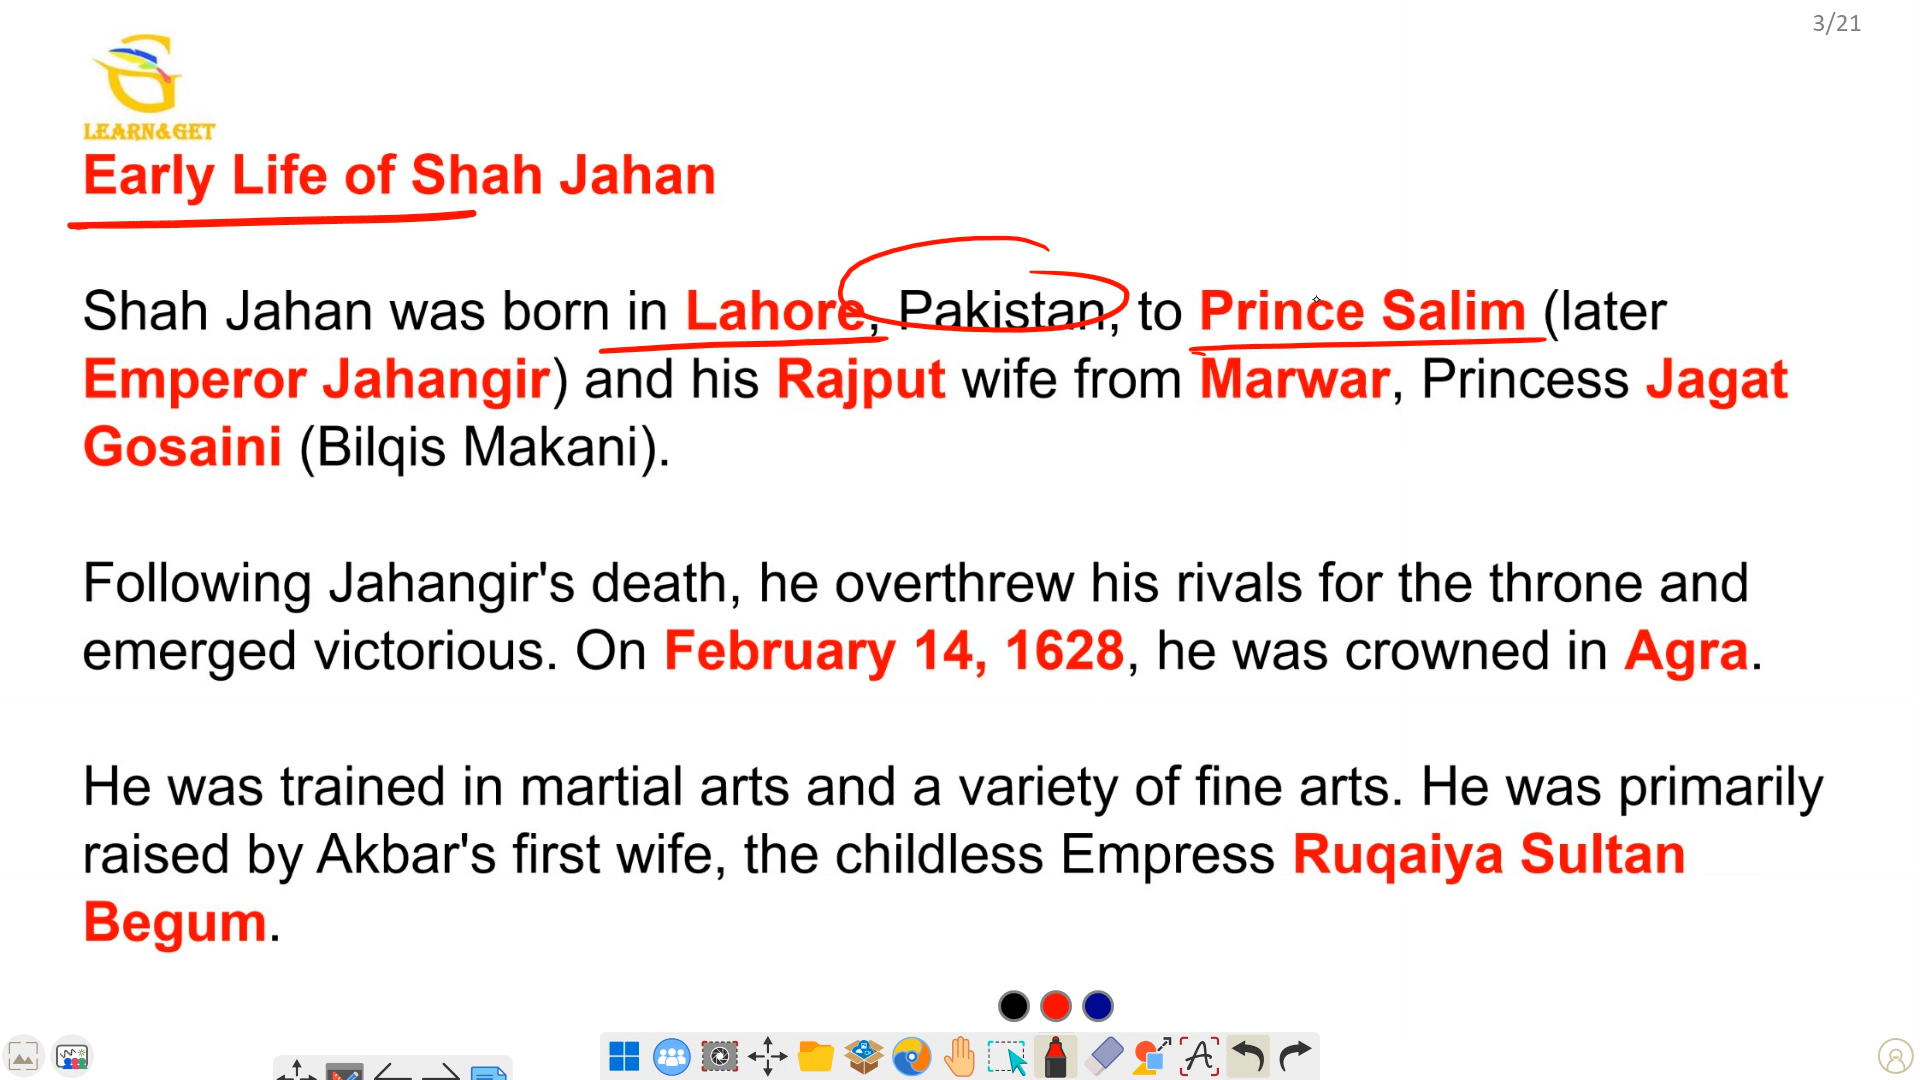 3/21
LEARN&GET
Early Life of Shah Jahan
Shah Jahan was born in Lahore, Pakistan, to Prince Salim (later
Emperor Jahangir) and his Rajput wife from Marwar, Princess Jagat
Gosaini (Bilqis Makani).
Following Jahangir's death, he overthrew his rivals for the throne and
emerged victorious. On February 14, 1628, he was crowned in Agra.
He was trained in martial arts and a variety of fine arts. He was primarily
raised by Akbar's first wife, the childless Empress Ruqaiya Sultan
Begum.